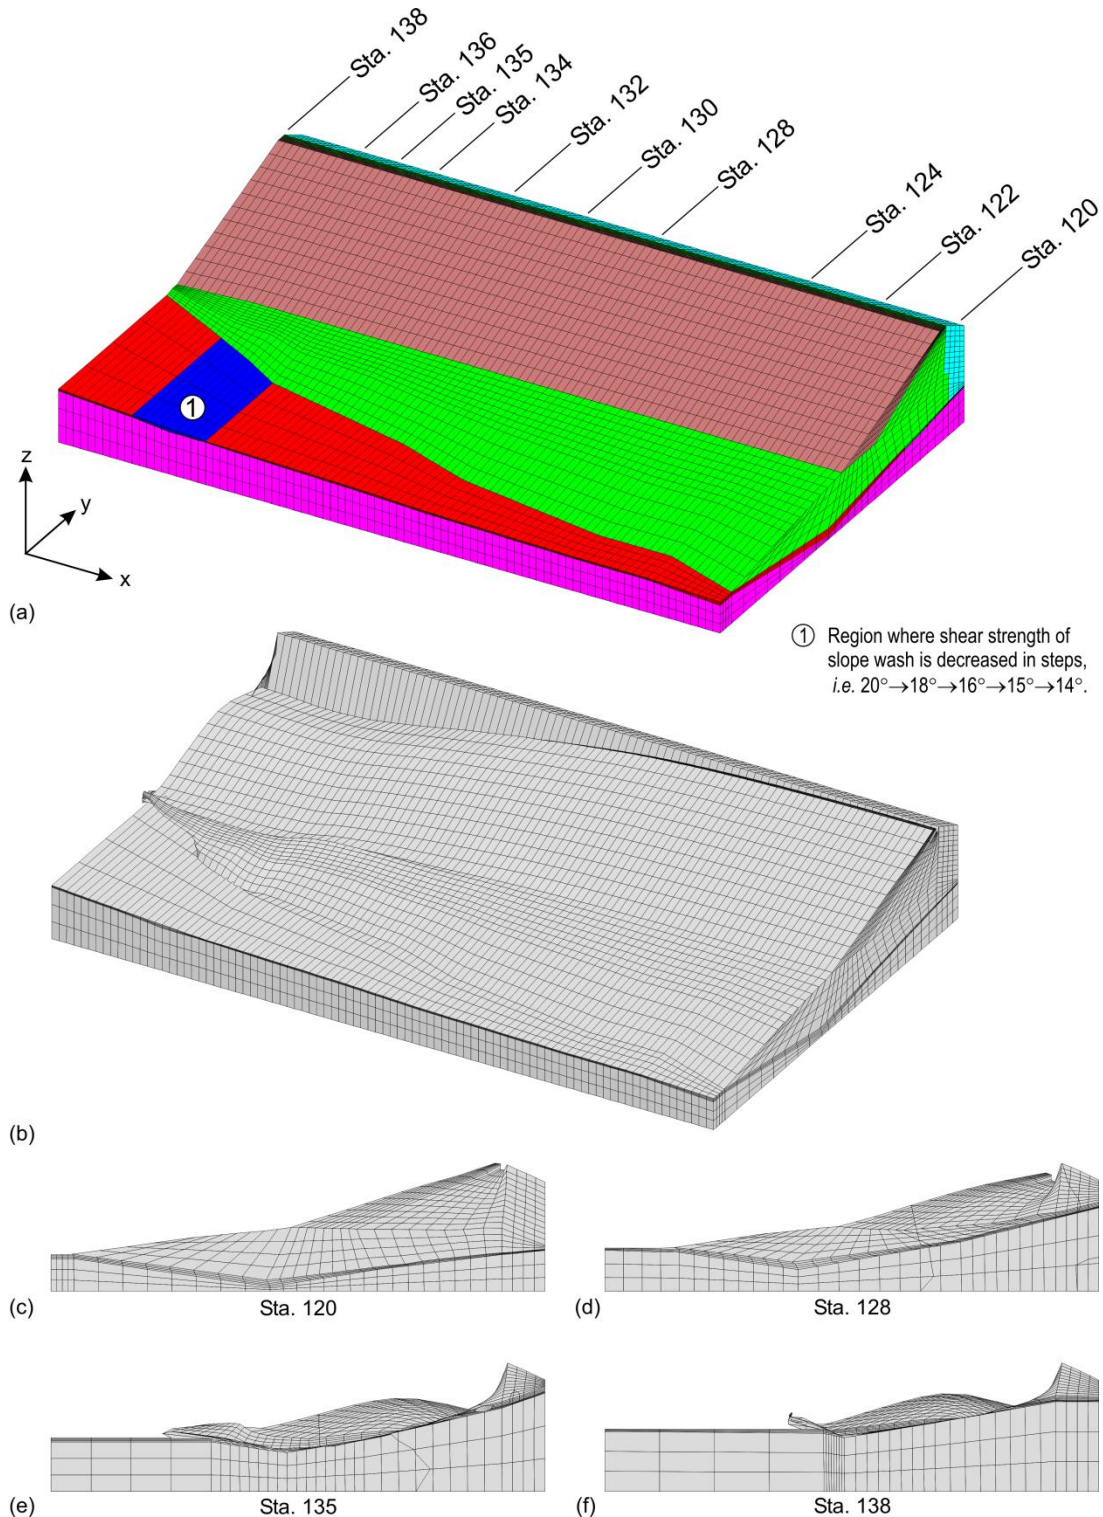 Sta. 138
Sta. 136
Sta. 135
Sta. 134
Sta. 132
Sta. 130
Sta. 128
Sta. 124
Sta. 122
Sta. 120
1
z
y
x
(a)
① Region where shear strength of
slope wash is decreased in steps,
i.e. 20°→18°→16°→15°→14°.
(b)
(c)
Sta. 120
(d)
Sta. 128
(e)
Sta. 135
(f)
Sta. 138